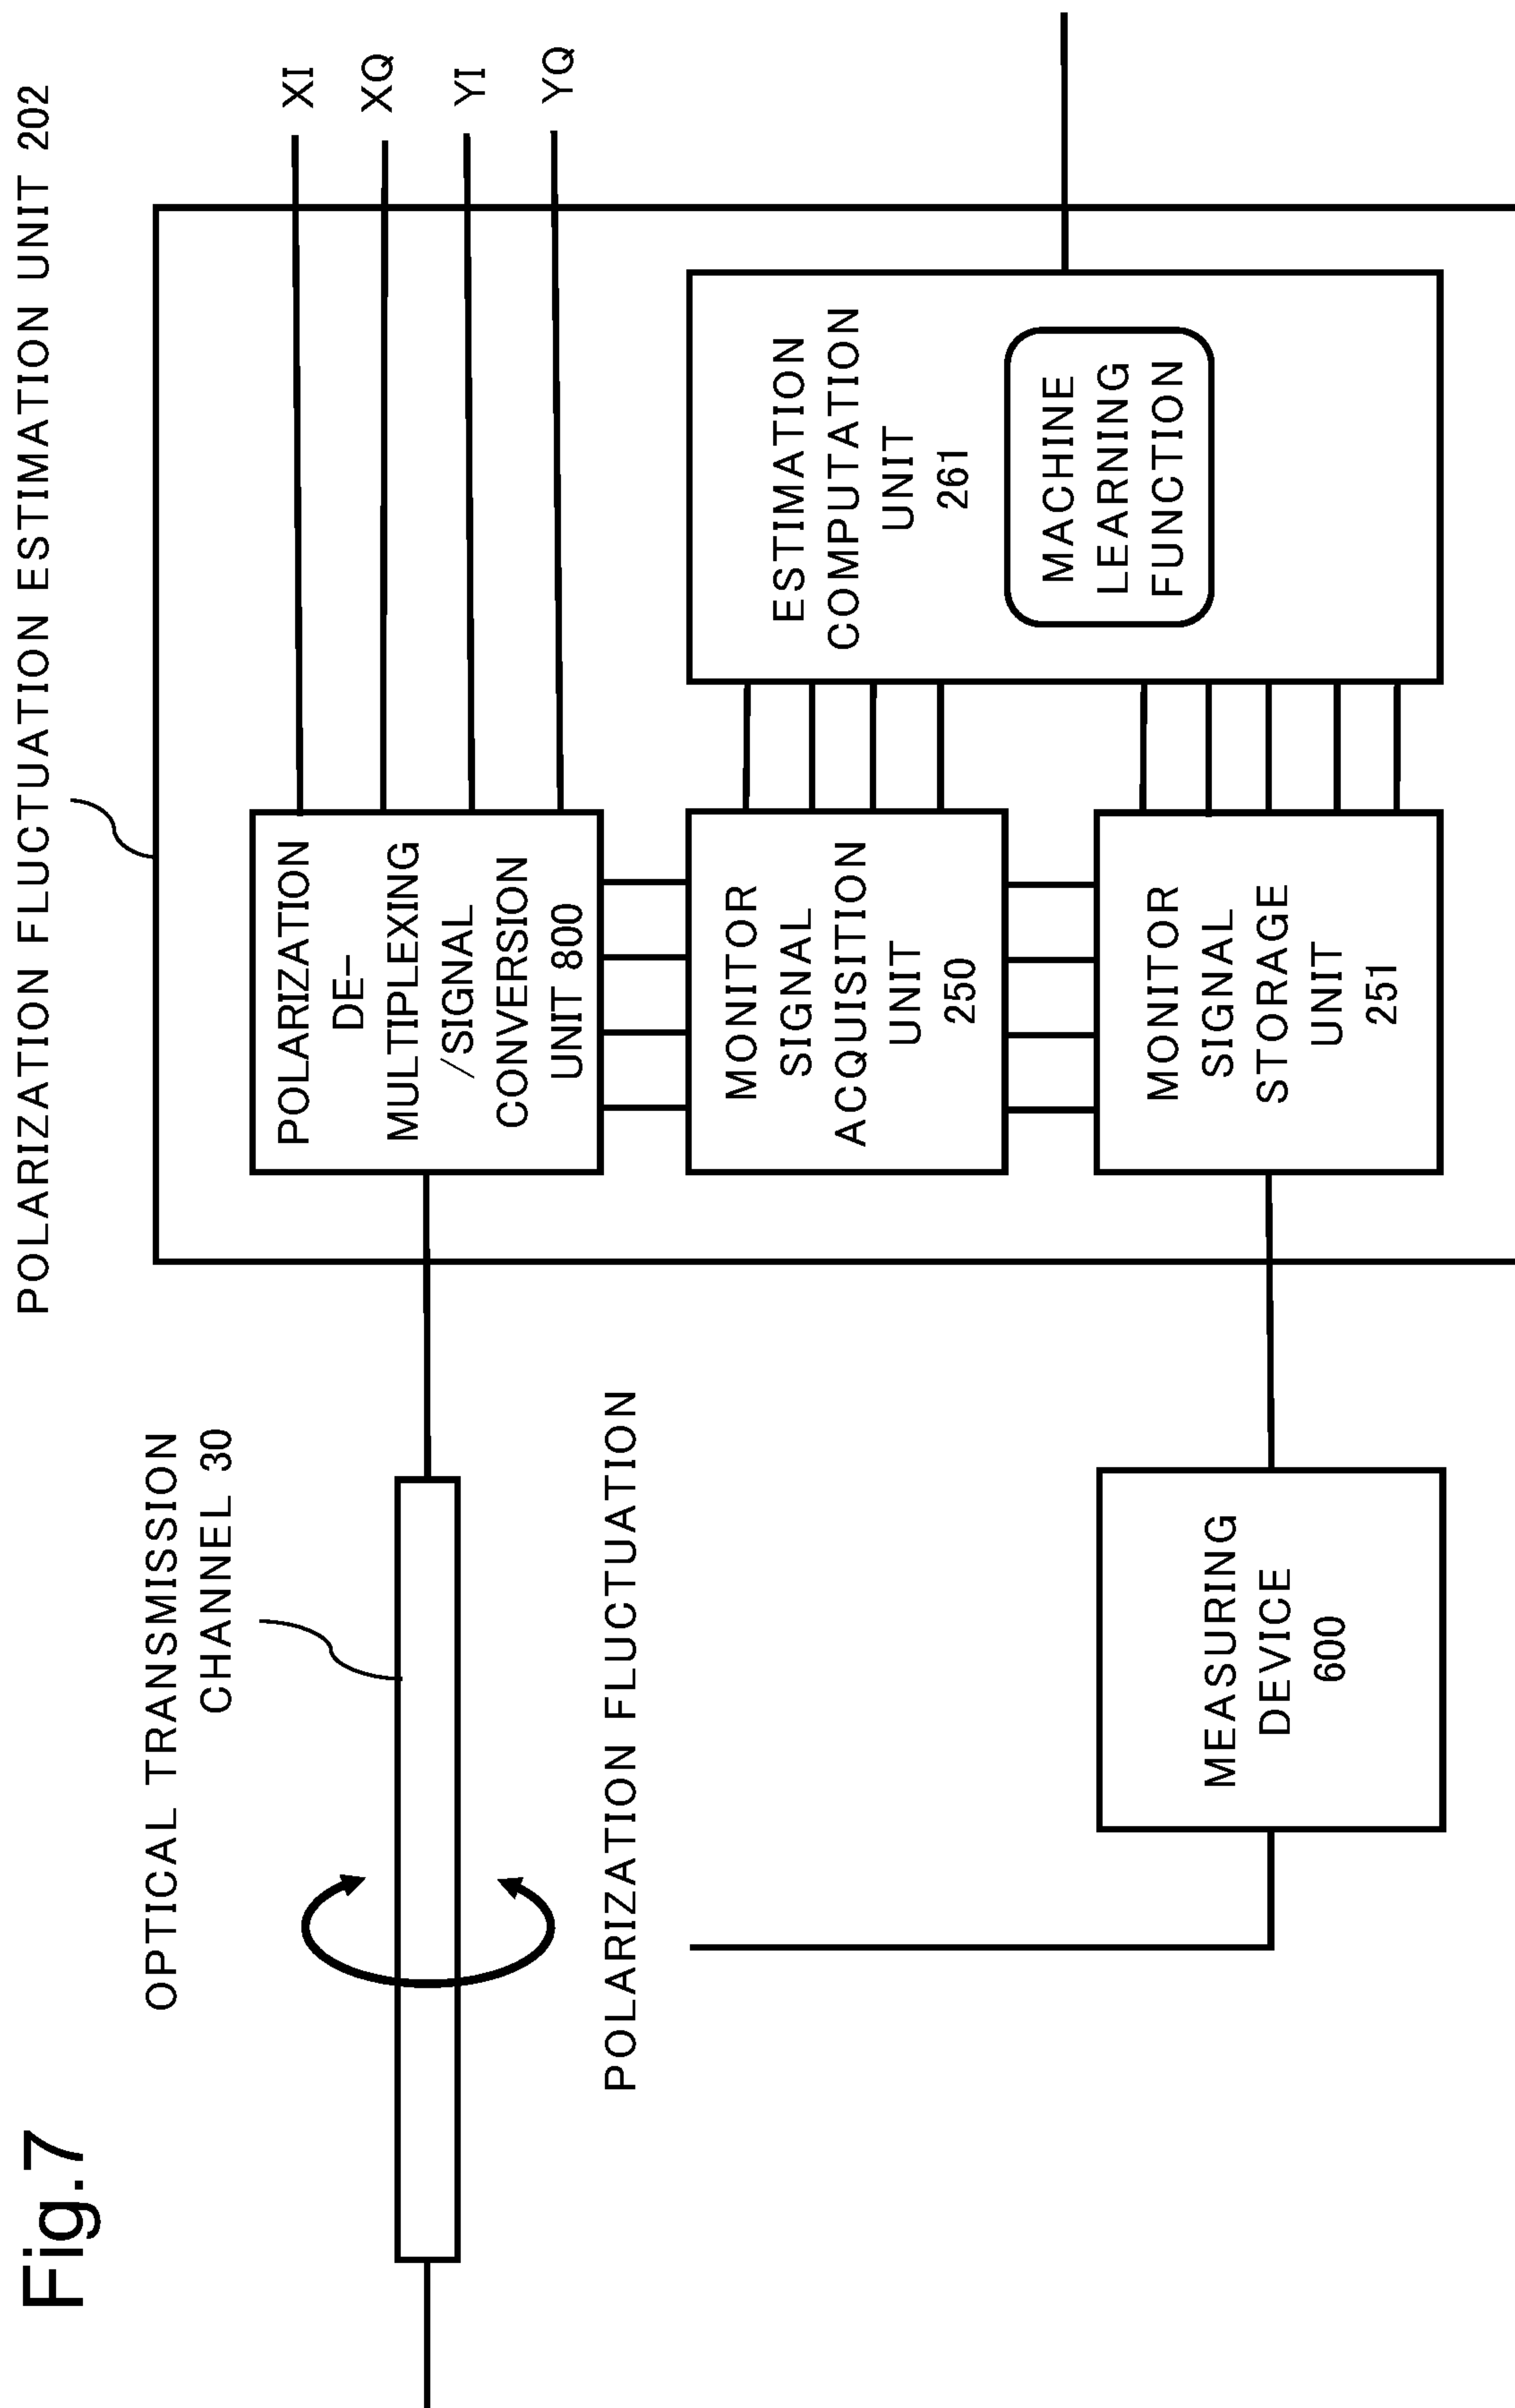 Fig.7
POLARIZATION FLUCTUATION ESTIMATION UNIT 202
OPTICAL TRANSMISSION
CHANNEL 30
POLARIZATION FLUCTUATION
MEASURING
DEVICE
600
POLARIZATION
DE-
MULTIPLEXING
/SIGNAL
CONVERSION
UNIT 800
XI
XQ
YI
YQ
MONITOR
SIGNAL
ACQUISITION
UNIT
250
MONITOR
SIGNAL
STORAGE
UNIT
251
ESTIMATION
COMPUTATION
UNIT
261
MACHINE
LEARNING
FUNCTION